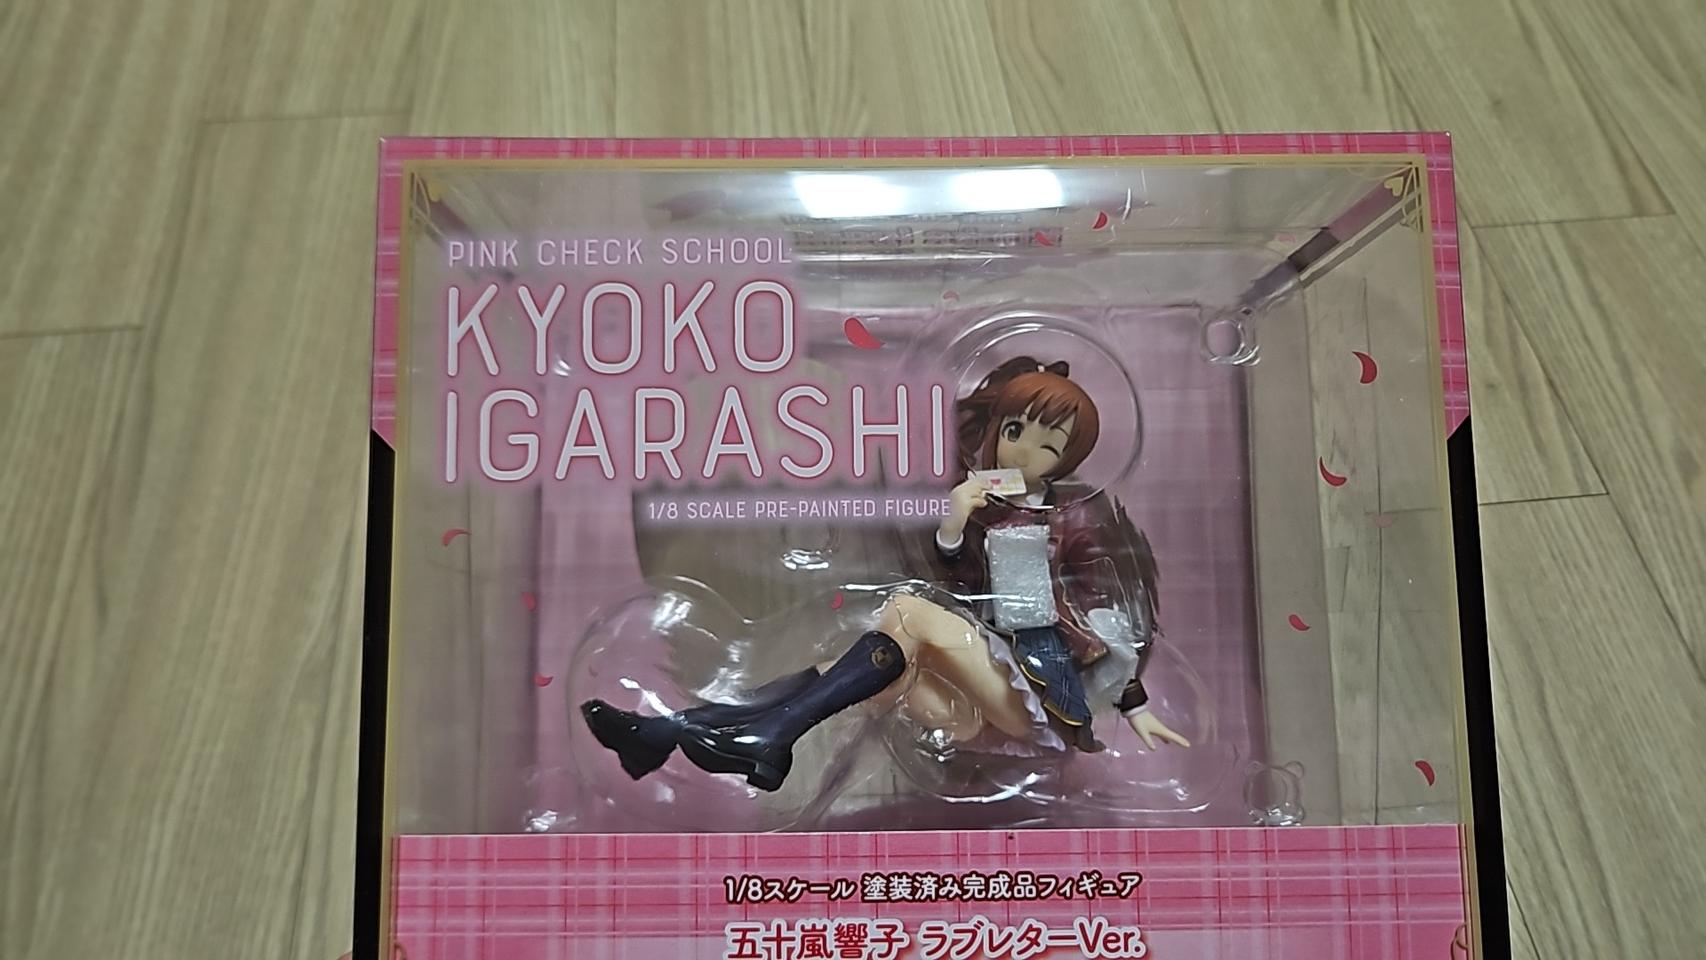 PINK CHECK SCHOOL
KYOKO
IGARASHI
1/8 SCALE PRE-PAINTED FIGURE
1/8スケール 塗装済み完成品フィギュア
五十嵐響子 ラブレターVer.